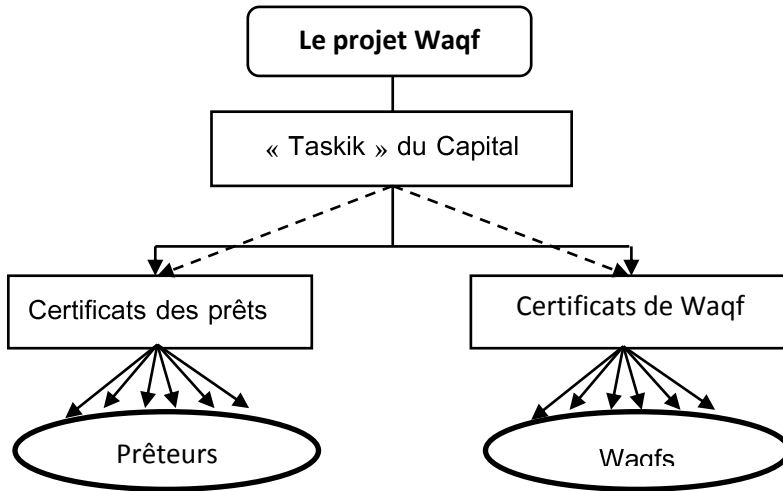 Le projet Waqf
« Taskik » du Capital
Certificats des prêts
Certificats de Waqf
Prêteurs
Waqfs